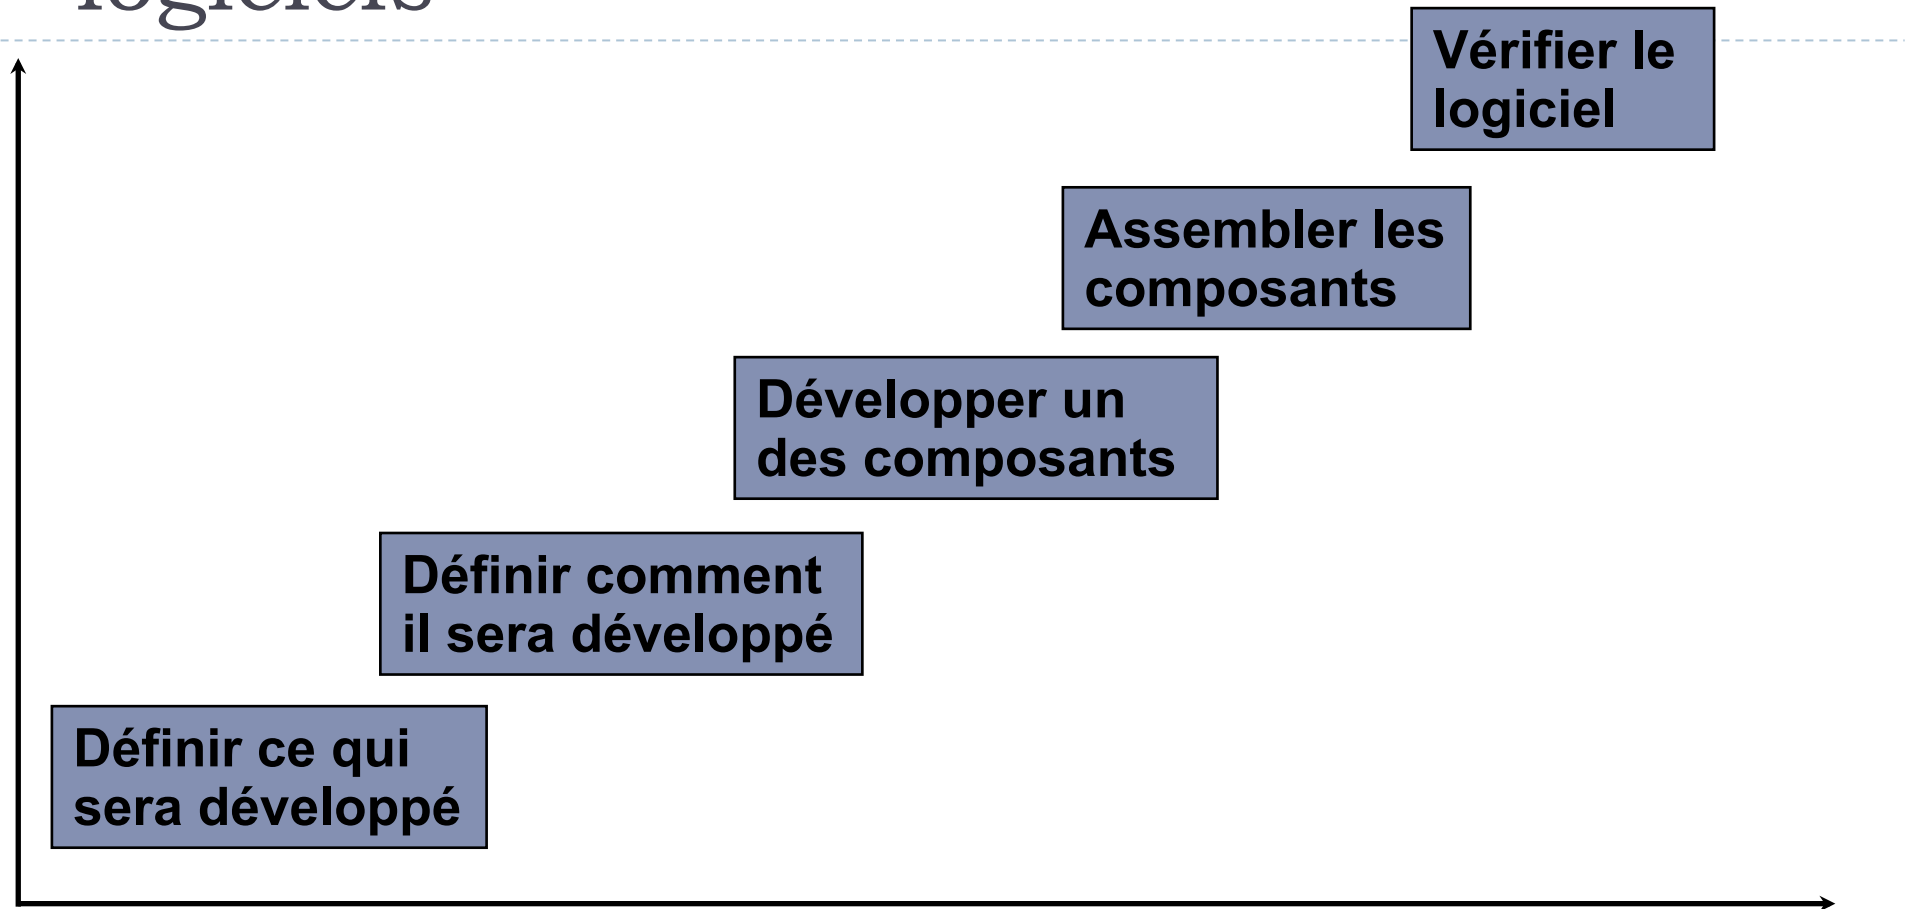 logiciels
Vérifier le
logiciel
Assembler les
composants
Développer un
des composants
Définir comment
il sera développé
Définir ce qui
sera développé